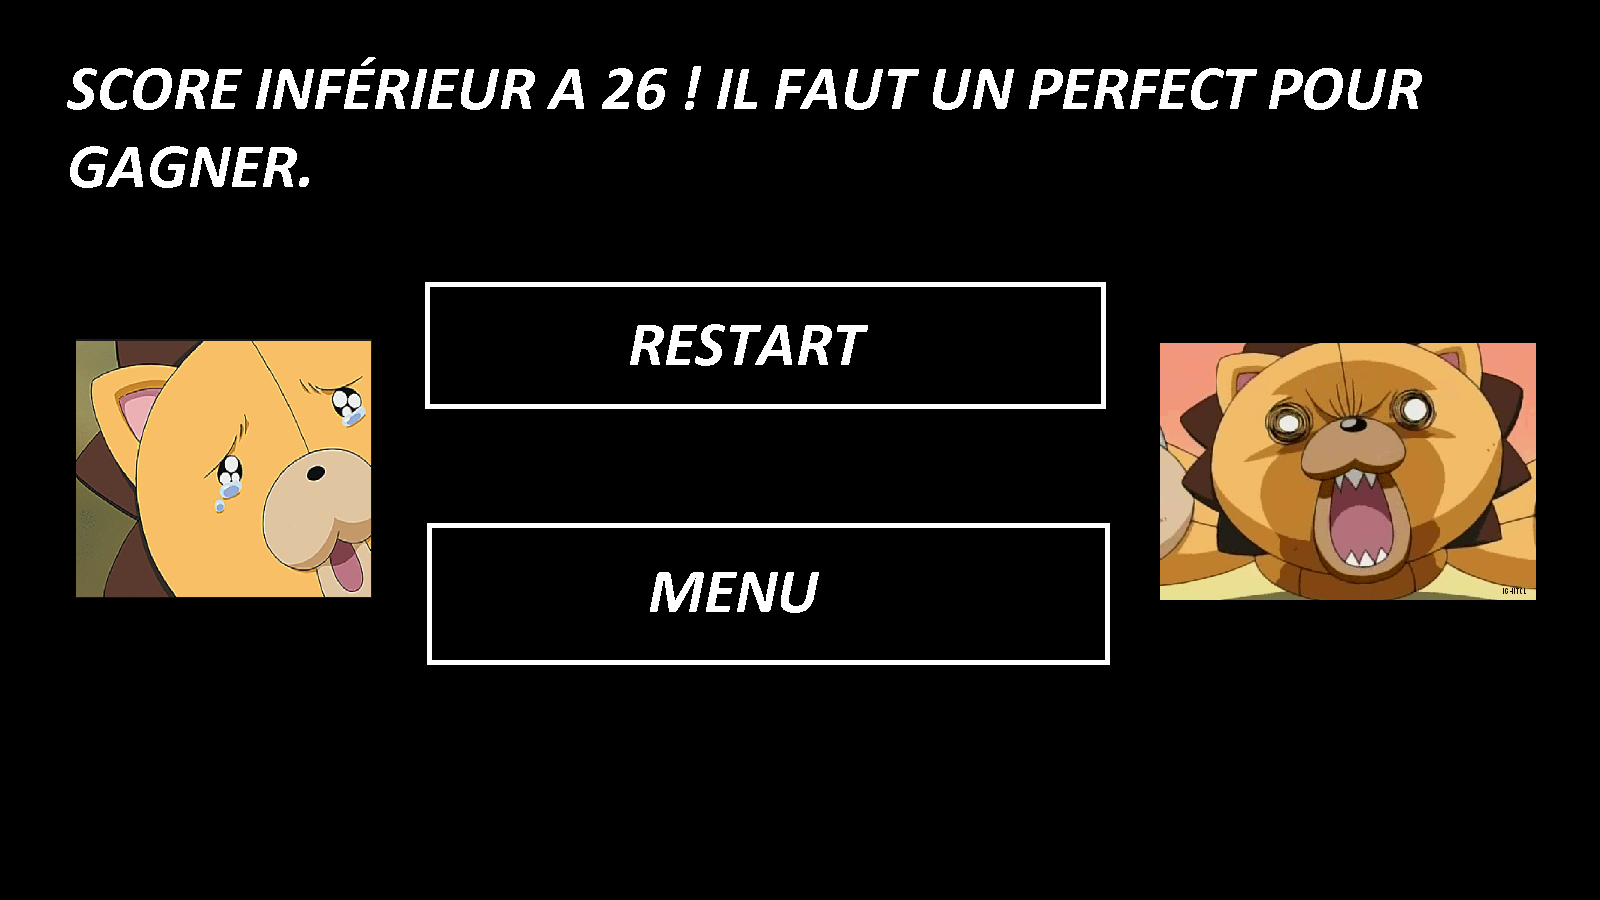 SCORE INFÉRIEUR A 26 ! IL FAUT UN PERFECT POUR
GAGNER.
RESTART
MENU